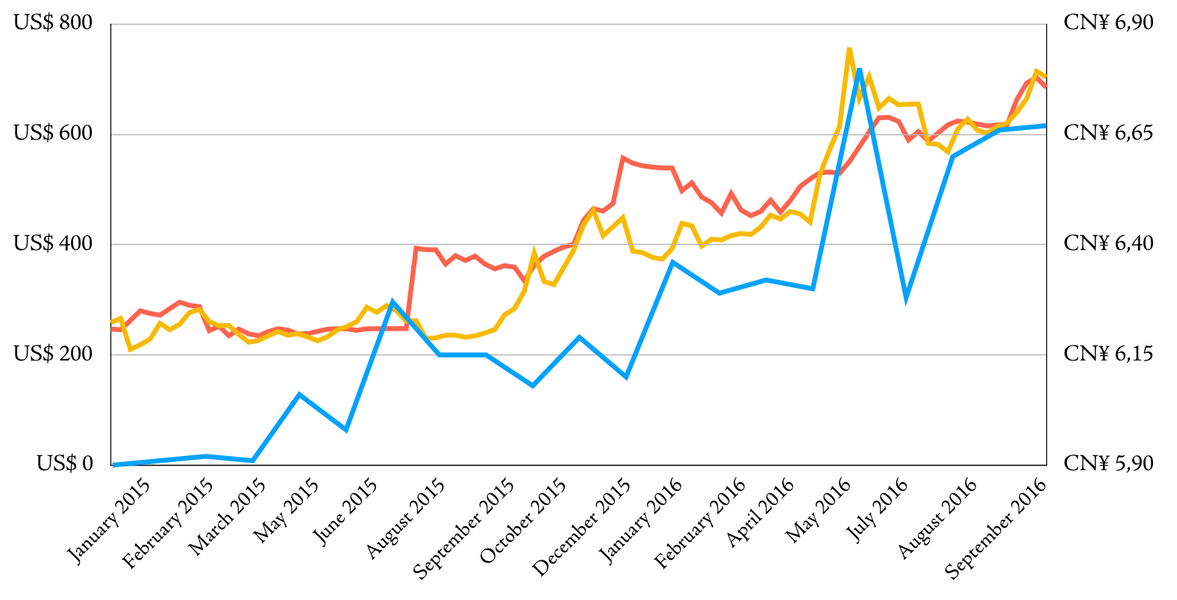 US$ 800
US$ 600
US$ 400
US$ 200
US$ 0
CN¥ 6,90
CN¥ 6,65
CN¥ 6,40
CN¥ 6,15
CN¥ 5,90
January 2015
February 2015
March 2015
May 2015
June 2015
August 2015
September 2015
October 2015
December 2015
January 2016
February 2016
April 2016
May 2016
July 2016
August 2016
September 2016